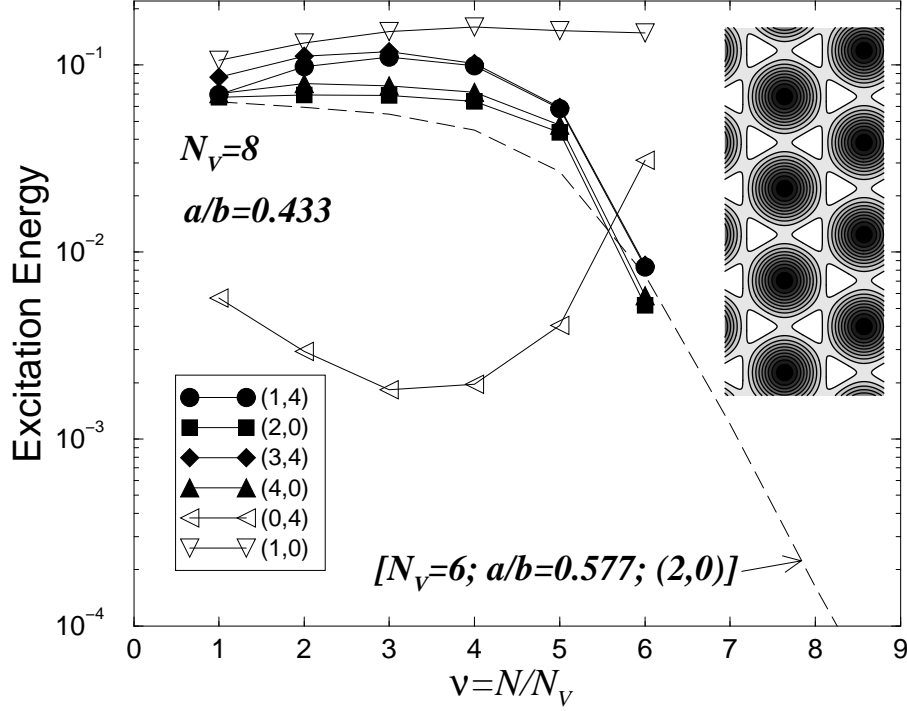 Excitation Energy
10⁻¹
10⁻²
10⁻³
10⁻⁴
N_V=8
a/b=0.433
(1,4)
(2,0)
(3,4)
(4,0)
(0,4)
(1,0)
[N_V=6; a/b=0.577; (2,0)]
0 1 2 3 4 5 6 7 8 9
ν=N/N_V